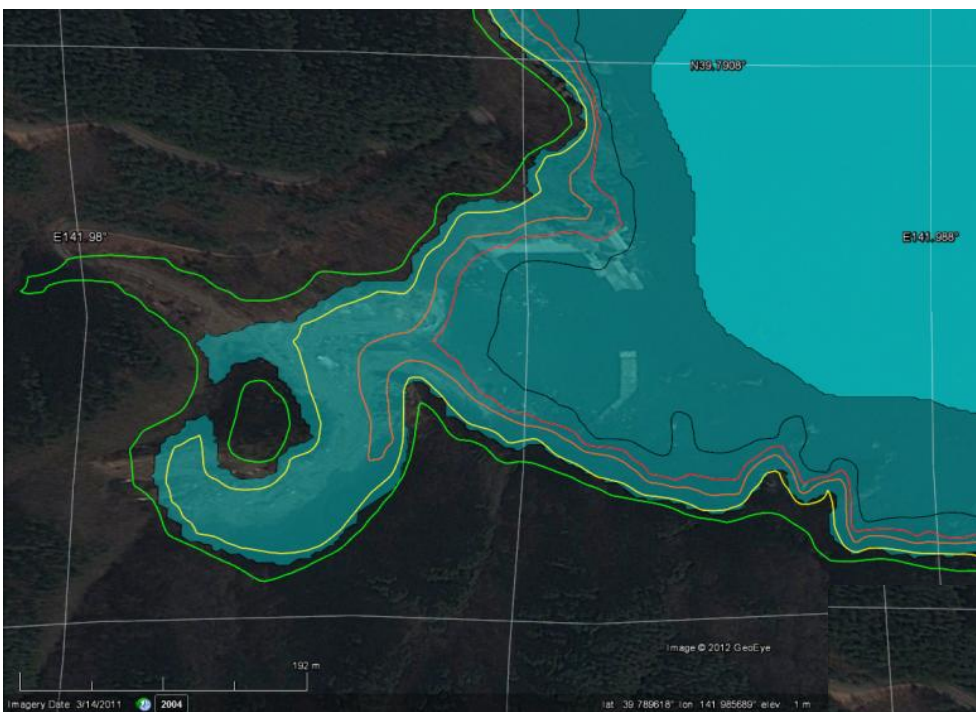 N39.7908°
E141.98°
E141.988°
Image © 2012 GeoEye
192 m
Imagery Date 3/14/2011 2004 lat 39 789618° lon 141 985689° elev 1 m